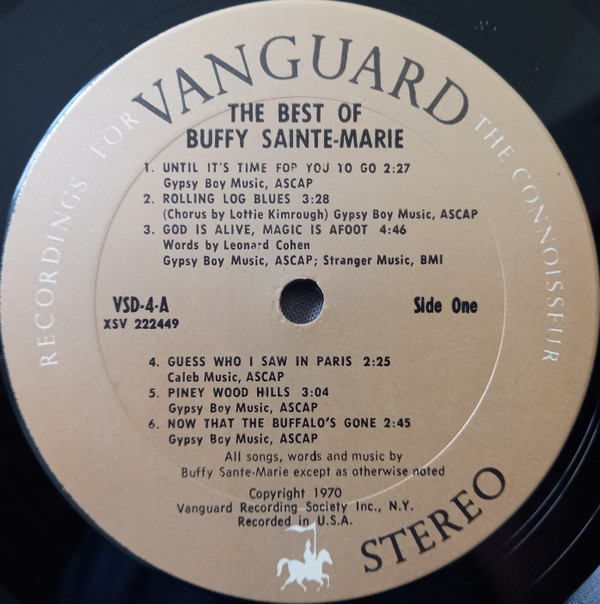 RECORDINGS FOR VANGUARD THE CONNOISSEUR
THE BEST OF
BUFFY SAINTE-MARIE
1. UNTIL IT'S TIME FOR YOU TO GO 2:27
Gypsy Boy Music, ASCAP
2. ROLLING LOG BLUES 3:28
(Chorus by Lottie Kimrough) Gypsy Boy Music, ASCAP
3. GOD IS ALIVE, MAGIC IS AFOOT 4:46
Words by Leonard Cohen
Gypsy Boy Music, ASCAP; Stranger Music, BMI
VSD-4-A
XSV 222449
Side One
4. GUESS WHO I SAW IN PARIS 2:25
Caleb Music, ASCAP
5. PINEY WOOD HILLS 3:04
Gypsy Boy Music, ASCAP
6. NOW THAT THE BUFFALO'S GONE 2:45
Gypsy Boy Music, ASCAP
All songs, words and music by
Buffy Sante-Marie except as otherwise noted
Copyright 1970
Vanguard Recording Society Inc., N.Y.
Recorded in U.S.A.
STEREO